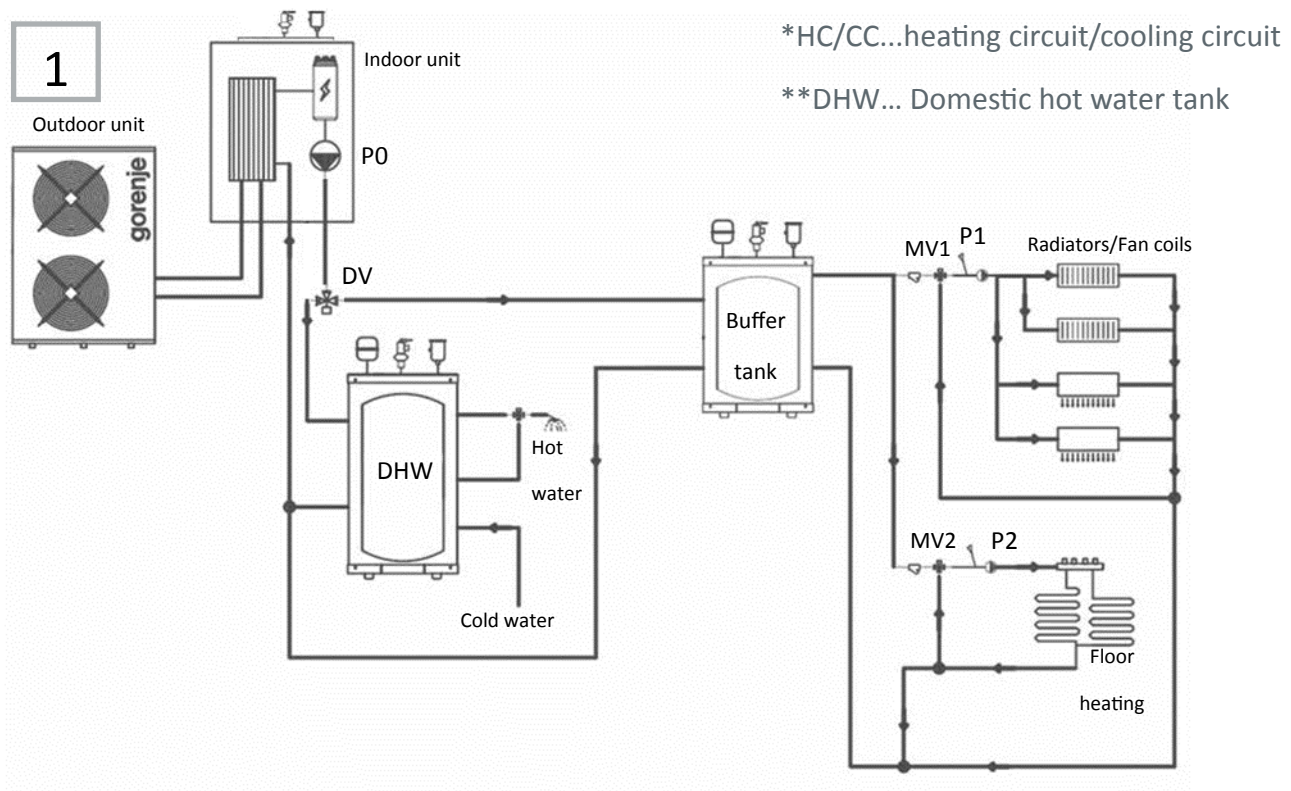 1
*HC/CC...heating circuit/cooling circuit
**DHW... Domestic hot water tank
Indoor unit
Outdoor unit
gorenje
P0
DV
DHW
Hot
water
Cold water
Buffer
tank
MV1
P1
Radiators/Fan coils
MV2
P2
Floor
heating